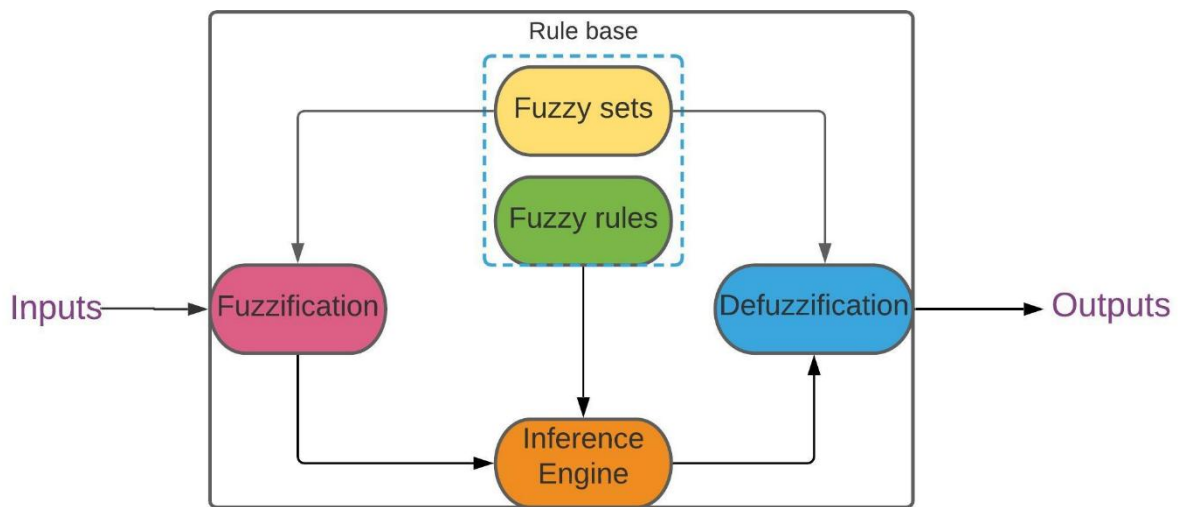 Rule base
Fuzzy sets
Fuzzy rules
Inputs
Fuzzification
Defuzzification
Outputs
Inference
Engine